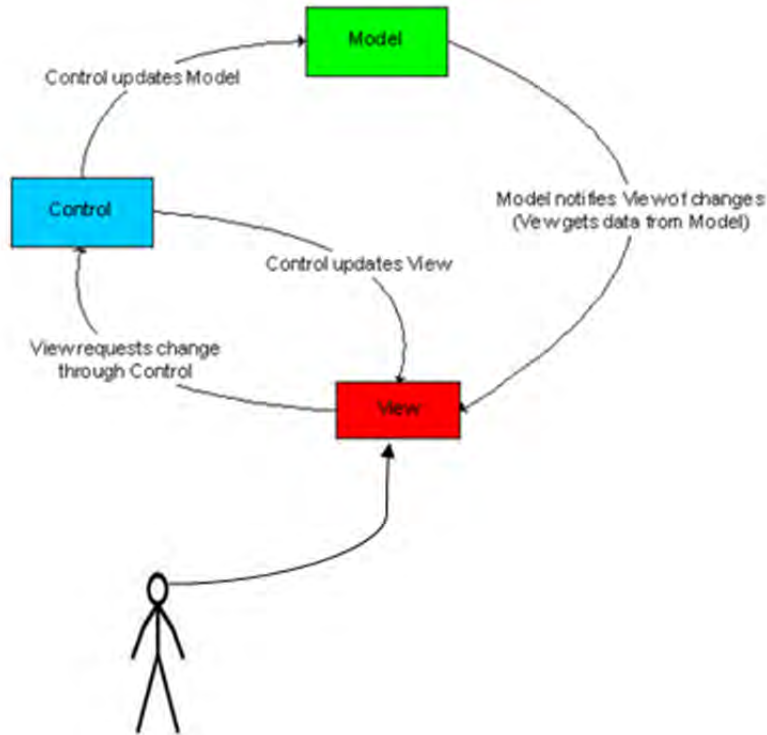 Model
Control updates Model
Control
Model notifies View of changes
(Vew gets data from Model)
Control updates View
View requests change
through Control
View